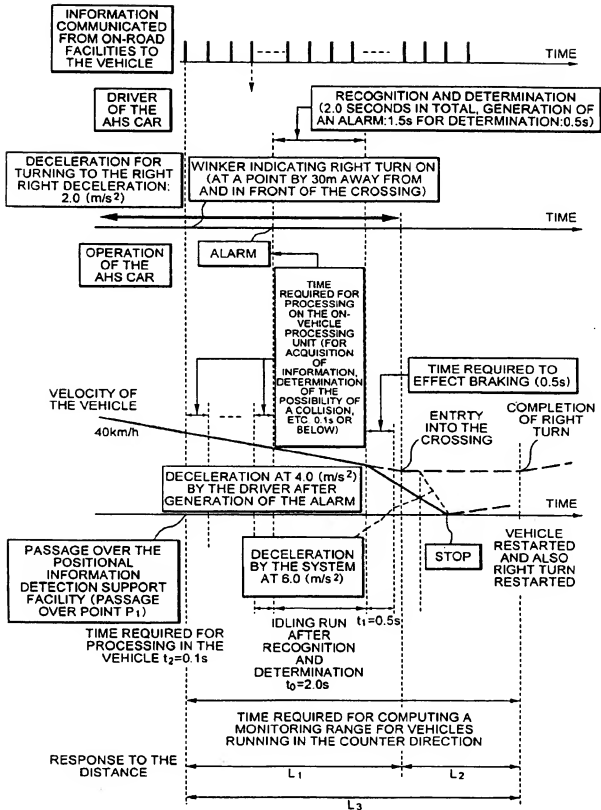 INFORMATION
COMMUNICATED
FROM ON-ROAD
FACILITIES TO
THE VEHICLE
TIME
DRIVER
OF THE
AHS CAR
RECOGNITION AND DETERMINATION
(2.0 SECONDS IN TOTAL, GENERATION OF
AN ALARM:1.5s FOR DETERMINATION:0.5s)
DECELERATION FOR
TURNING TO THE RIGHT
RIGHT DECELERATION:
2.0 (m/s²)
WINKER INDICATING RIGHT TURN ON
(AT A POINT BY 30m AWAY FROM
AND IN FRONT OF THE CROSSING)
TIME
OPERATION
OF THE
AHS CAR
ALARM
TIME
REQUIRED FOR
PROCESSING
ON THE ON-
VEHICLE
PROCESSING
UNIT (FOR
ACQUISITION
OF
INFORMATION,
DETERMINATION
OF THE
POSSIBILITY
OF A
COLLISION,
ETC 0.1s OR
BELOW)
TIME REQUIRED TO
EFFECT BRAKING (0.5s)
VELOCITY OF
THE VEHICLE
40km/h
ENTRTY
INTO THE
CROSSING
COMPLETION
OF RIGHT
TURN
DECELERATION AT 4.0 (m/s²)
BY THE DRIVER AFTER
GENERATION OF THE ALARM
TIME
PASSAGE OVER THE
POSITIONAL
INFORMATION
DETECTION SUPPORT
FACILITY (PASSAGE
OVER POINT P1)
DECELERATION
BY THE SYSTEM
AT 6.0 (m/s²)
STOP
VEHICLE
RESTARTED
AND ALSO
RIGHT TURN
RESTARTED
TIME REQUIRED FOR
PROCESSING IN THE
VEHICLE t2=0.1s
IDLING RUN
AFTER
RECOGNITION
AND
DETERMINATION
t0=2.0s
t1=0.5s
TIME REQUIRED FOR COMPUTING A
MONITORING RANGE FOR VEHICLES
RUNNING IN THE COUNTER DIRECTION
RESPONSE TO THE
DISTANCE
L1
L2
L3